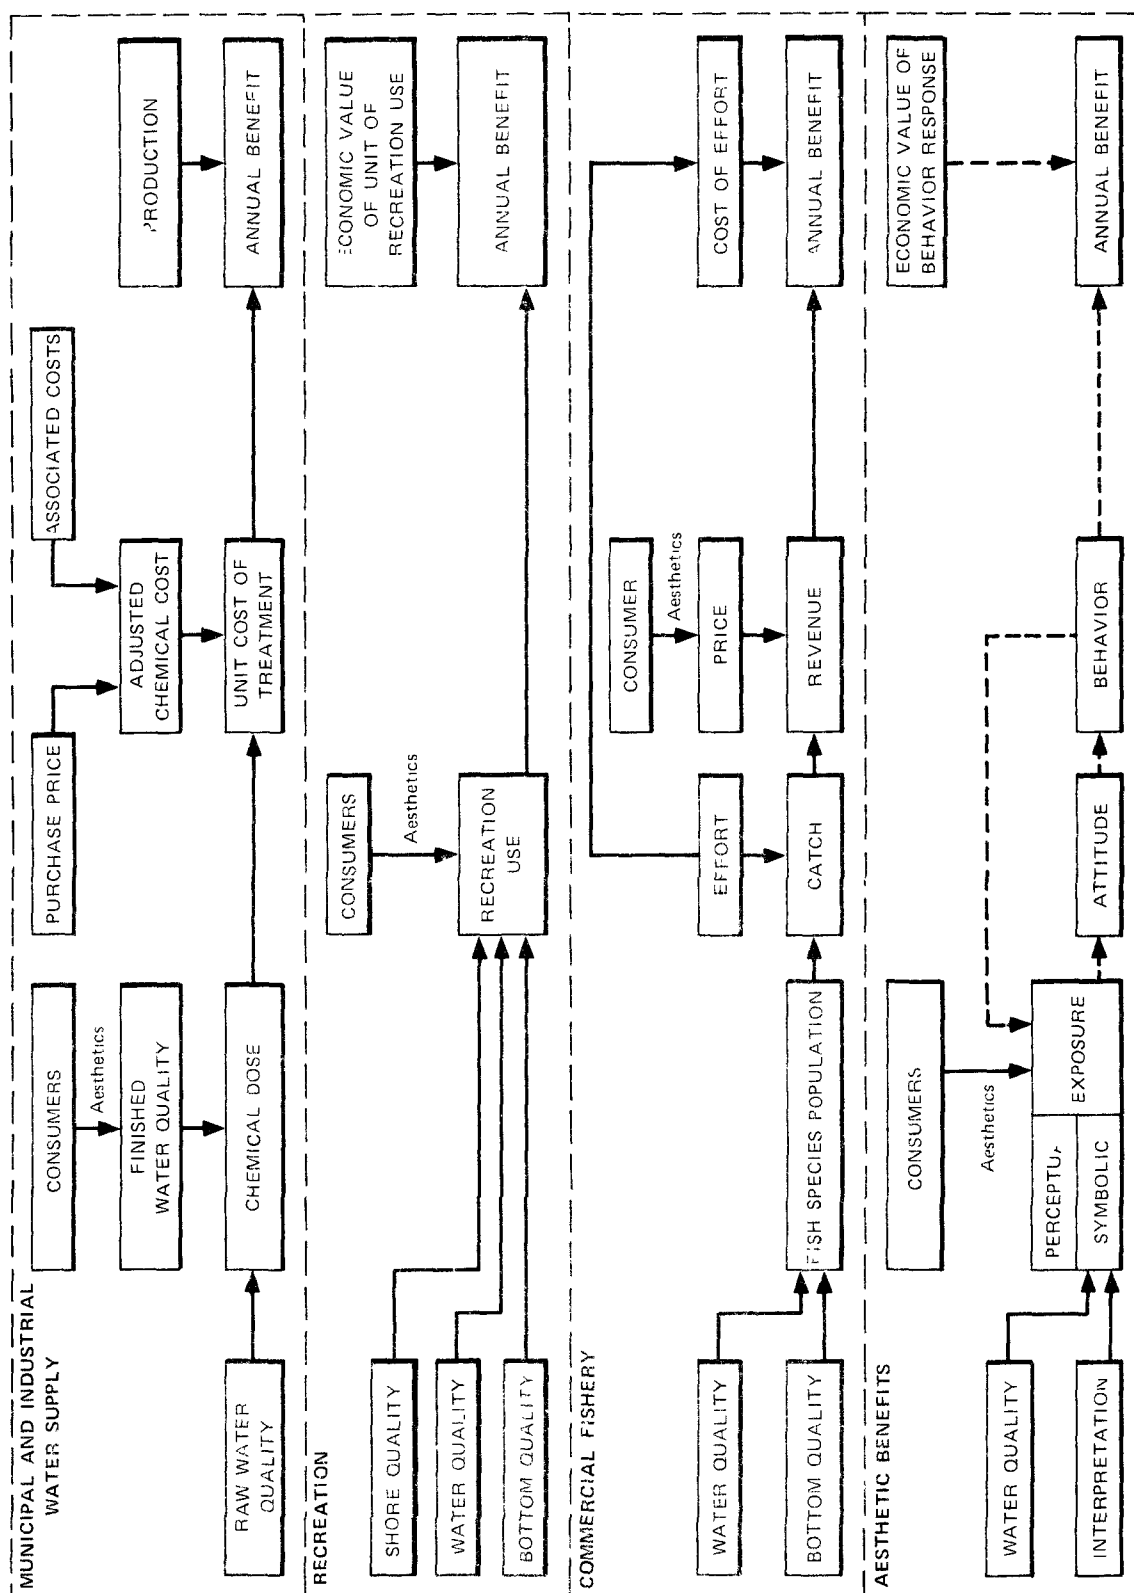 MUNICIPAL AND INDUSTRIAL
WATER SUPPLY
CONSUMERS
Aesthetics
FINISHED
WATER QUALITY
RAW WATER
QUALITY
CHEMICAL DOSE
PURCHASE PRICE
ASSOCIATED COSTS
ADJUSTED
CHEMICAL COST
UNIT COST OF
TREATMENT
PRODUCTION
ANNUAL BENEFIT
RECREATION
SHORE QUALITY
WATER QUALITY
BOTTOM QUALITY
CONSUMERS
Aesthetics
RECREATION
USE
ECONOMIC VALUE
OF UNIT OF
RECREATION USE
ANNUAL BENEFIT
COMMERCIAL FISHERY
WATER QUALITY
BOTTOM QUALITY
FISH SPECIES POPULATION
EFFORT
CATCH
CONSUMER
Aesthetics
PRICE
REVENUE
COST OF EFFORT
ANNUAL BENEFIT
AESTHETIC BENEFITS
WATER QUALITY
INTERPRETATION
CONSUMERS
Aesthetics
PERCEPTUA
SYMBOLIC
EXPOSURE
ATTITUDE
BEHAVIOR
ECONOMIC VALUE OF
BEHAVIOR RESPONSE
ANNUAL BENEFIT